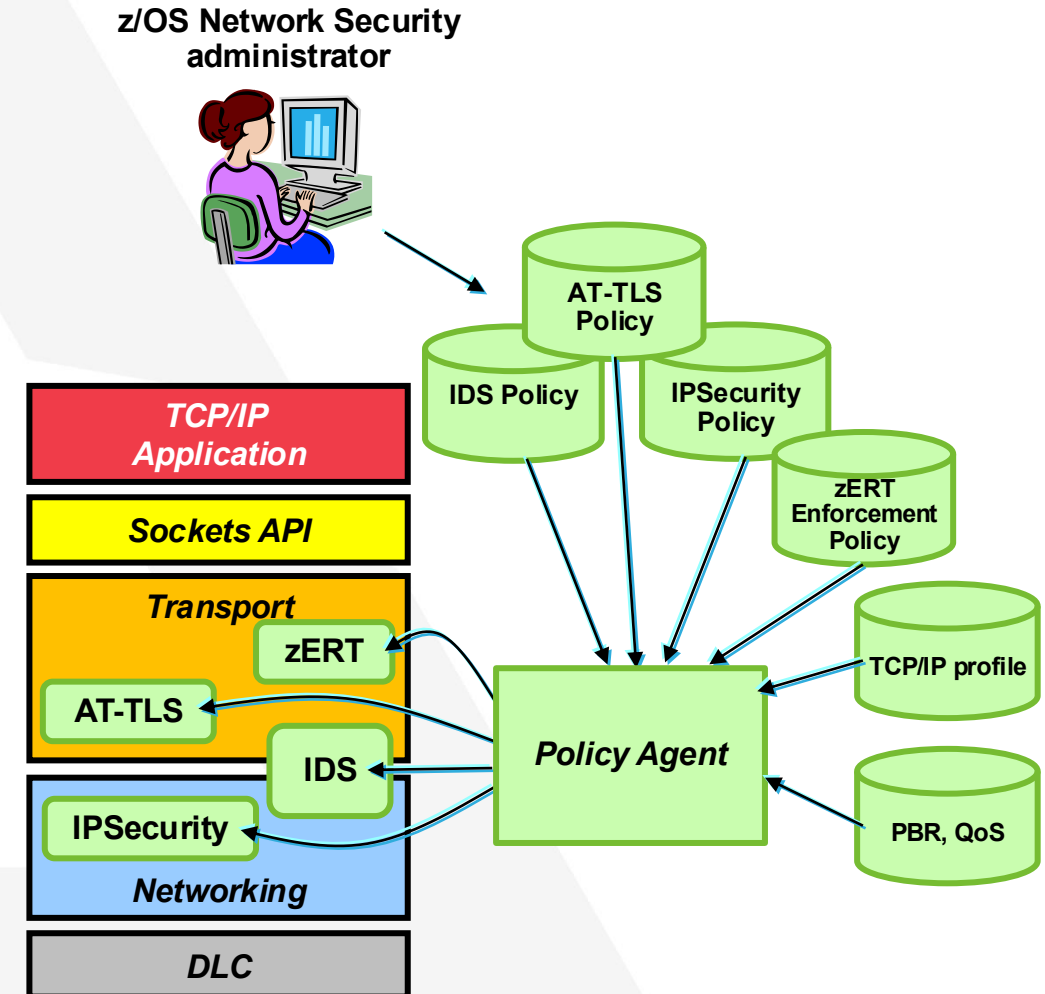 z/OS Network Security
administrator
AT-TLS
Policy
IDS Policy
IPSecurity
Policy
zERT
Enforcement
Policy
TCP/IP
Application
Sockets API
Transport
zERT
TCP/IP profile
AT-TLS
Policy Agent
IDS
IPSecurity
PBR, QoS
Networking
DLC